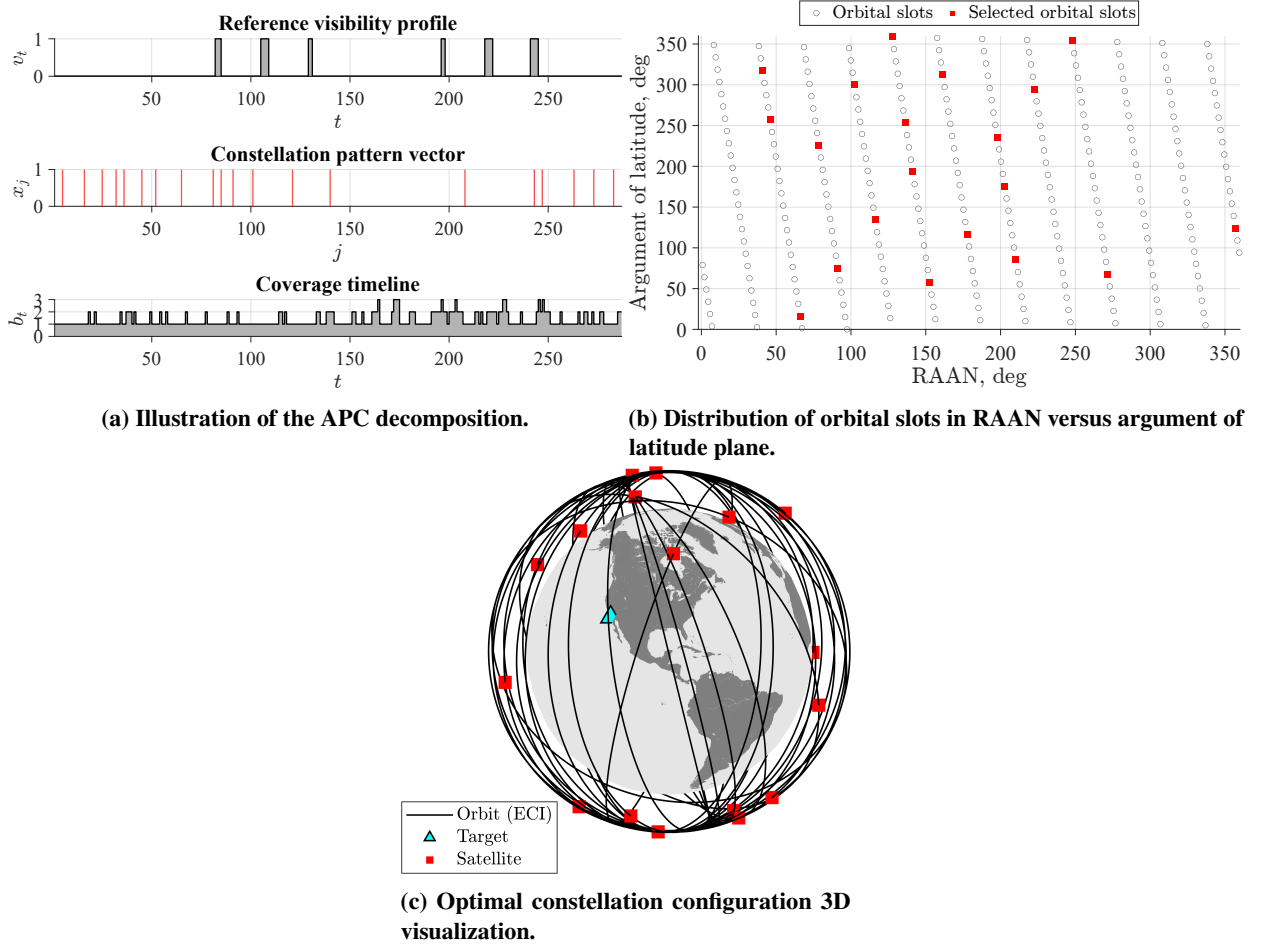 Reference visibility profile
1
v_t
0
50 100 150 200 250
t
Constellation pattern vector
1
x_j
0
50 100 150 200 250
j
Coverage timeline
3
2
1
b_t
0
50 100 150 200 250
t
(a) Illustration of the APC decomposition.
Orbital slots Selected orbital slots
350
300
250
200
150
100
50
0
Argument of latitude, deg
0 50 100 150 200 250 300 350
RAAN, deg
(b) Distribution of orbital slots in RAAN versus argument of
latitude plane.
Orbit (ECI)
Target
Satellite
(c) Optimal constellation configuration 3D
visualization.